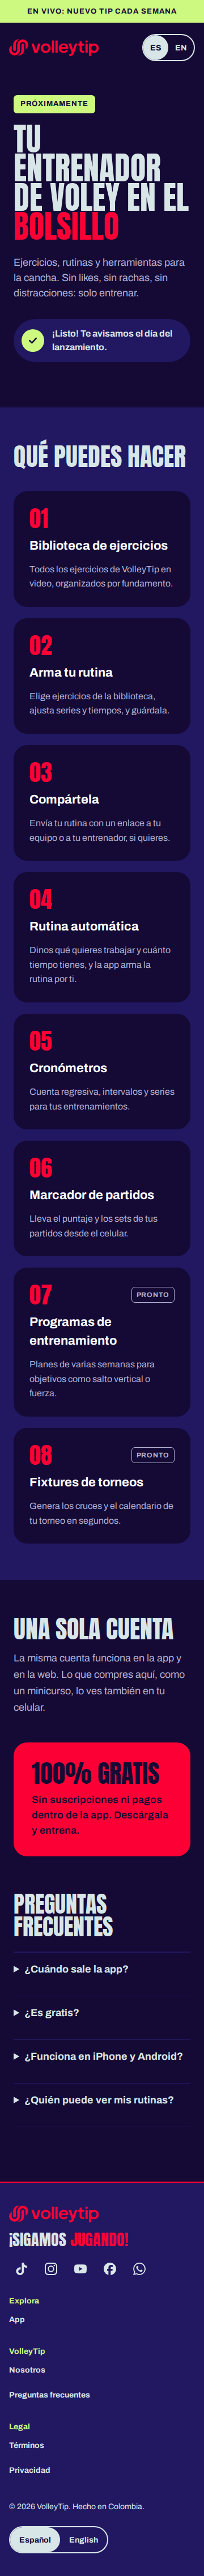 EN VIVO: NUEVO TIP CADA SEMANA
volleytip
ES EN
PRÓXIMAMENTE
TU
ENTRENADOR
DE VOLEY EN EL
BOLSILLO
Ejercicios, rutinas y herramientas para
la cancha. Sin likes, sin rachas, sin
distracciones: solo entrenar.
¡Listo! Te avisamos el día del
lanzamiento.
QUÉ PUEDES HACER
01
Biblioteca de ejercicios
Todos los ejercicios de VolleyTip en
video, organizados por fundamento.
02
Arma tu rutina
Elige ejercicios de la biblioteca,
ajusta series y tiempos, y guárdala.
03
Compártela
Envía tu rutina con un enlace a tu
equipo o a tu entrenador, si quieres.
04
Rutina automática
Dinos qué quieres trabajar y cuánto
tiempo tienes, y la app arma la
rutina por ti.
05
Cronómetros
Cuenta regresiva, intervalos y series
para tus entrenamientos.
06
Marcador de partidos
Lleva el puntaje y los sets de tus
partidos desde el celular.
07
PRONTO
Programas de
entrenamiento
Planes de varias semanas para
objetivos como salto vertical o
fuerza.
08
PRONTO
Fixtures de torneos
Genera los cruces y el calendario de
tu torneo en segundos.
UNA SOLA CUENTA
La misma cuenta funciona en la app y
en la web. Lo que compres aquí, como
un minicurso, lo ves también en tu
celular.
100% GRATIS
Sin suscripciones ni pagos
dentro de la app. Descárgala
y entrena.
PREGUNTAS
FRECUENTES
¿Cuándo sale la app?
¿Es gratis?
¿Funciona en iPhone y Android?
¿Quién puede ver mis rutinas?
volleytip
¡SIGAMOS JUGANDO!
Explora
App
VolleyTip
Nosotros
Preguntas frecuentes
Legal
Términos
Privacidad
© 2026 VolleyTip. Hecho en Colombia.
Español English